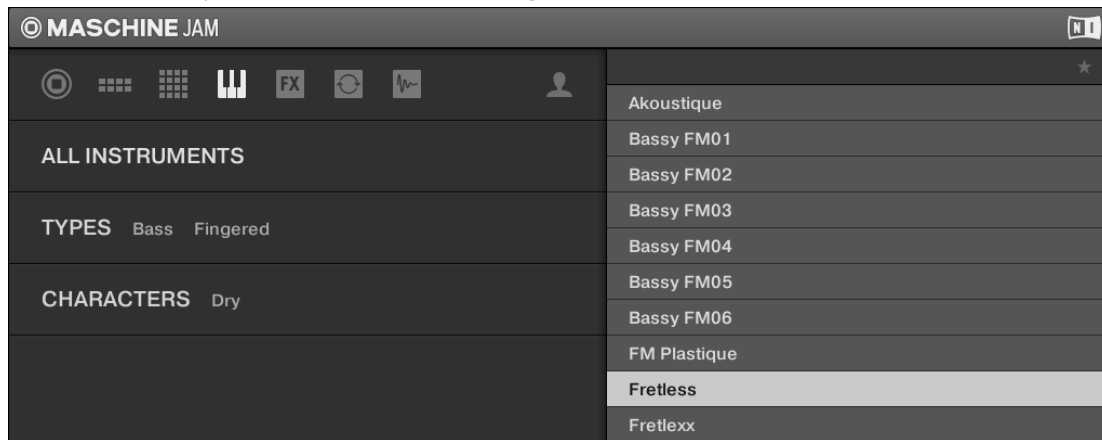 MASCHINE JAM
NI
FX
ALL INSTRUMENTS
TYPES Bass Fingered
CHARACTERS Dry
Akoustique
Bassy FM01
Bassy FM02
Bassy FM03
Bassy FM04
Bassy FM05
Bassy FM06
FM Plastique
Fretless
Fretlexx